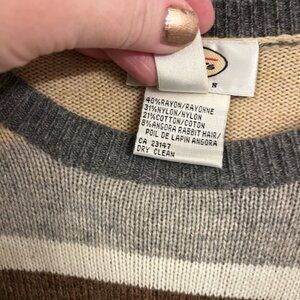 S
40%RAYON/RAYONNE
31%NYLON/NYLON
21%COTTON/COTON
8%ANGORA RABBIT HAIR/
POIL DE LAPIN ANGORA
CA 23147
DRY CLEAN